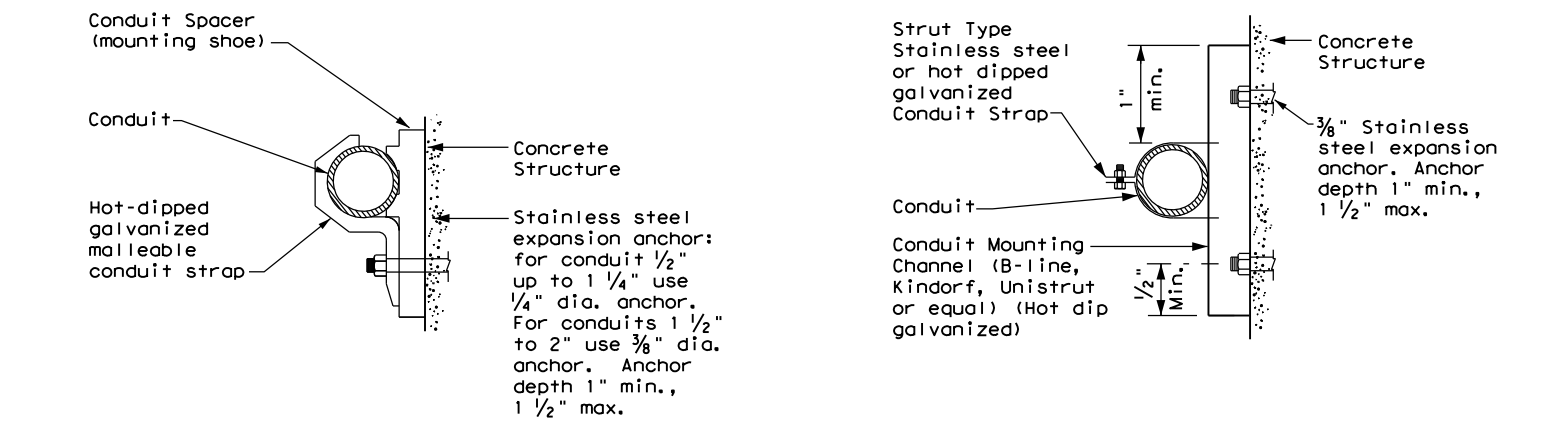 Conduit Spacer
(mounting shoe)
Conduit
Hot-dipped
galvanized
malleable
conduit strap
Concrete
Structure
Stainless steel
expansion anchor:
for conduit 1/2"
up to 1 1/4" use
1/4" dia. anchor.
For conduits 1 1/2"
to 2" use 3/8" dia.
anchor. Anchor
depth 1" min.,
1 1/2" max.
Strut Type
Stainless steel
or hot dipped
galvanized
Conduit Strap
1"
min.
Conduit
Conduit Mounting
Channel (B-line,
Kindorf, Unistrut
or equal) (Hot dip
galvanized)
1/2"
Min.
Concrete
Structure
3/8" Stainless
steel expansion
anchor. Anchor
depth 1" min.,
1 1/2" max.